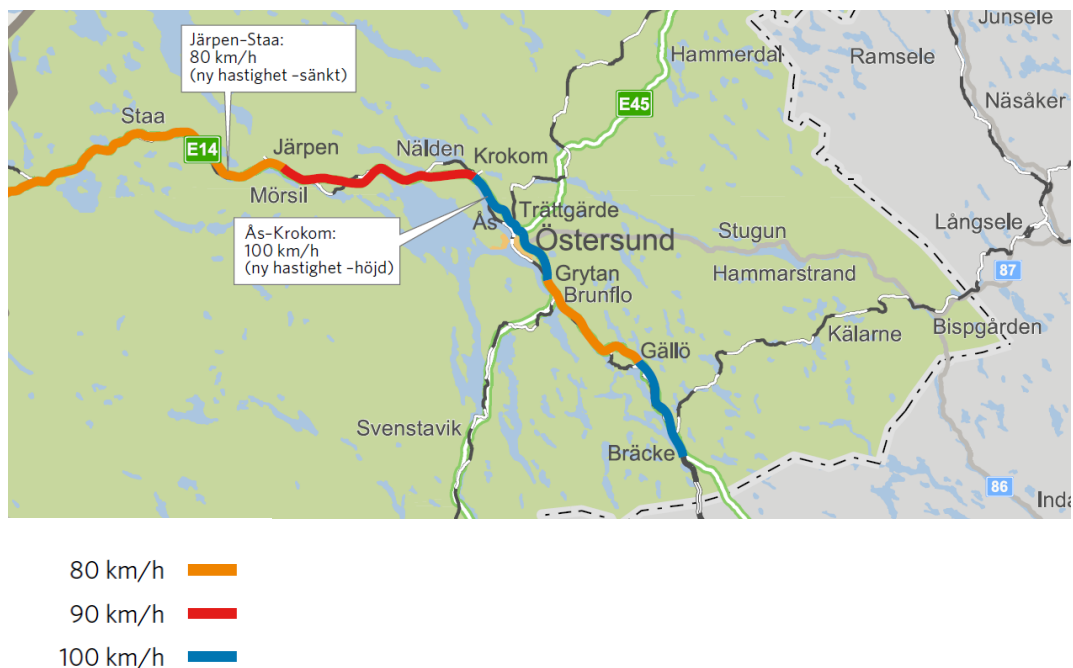 Junsele
Järpen–Staa:
80 km/h
(ny hastighet –sänkt)
Hammerdal
Ramsele
Näsåker
E45
Staa
E14
Järpen
Nälden
Krokom
Mörsil
Ås–Krokom:
100 km/h
(ny hastighet –höjd)
Ås
Trättgärde
Östersund
Stugun
Långsele
Grytan
Brunflo
Hammarstrand
87
Kälarne
Bispgården
Gällö
Svenstavik
Bräcke
86
Inda
80 km/h
90 km/h
100 km/h